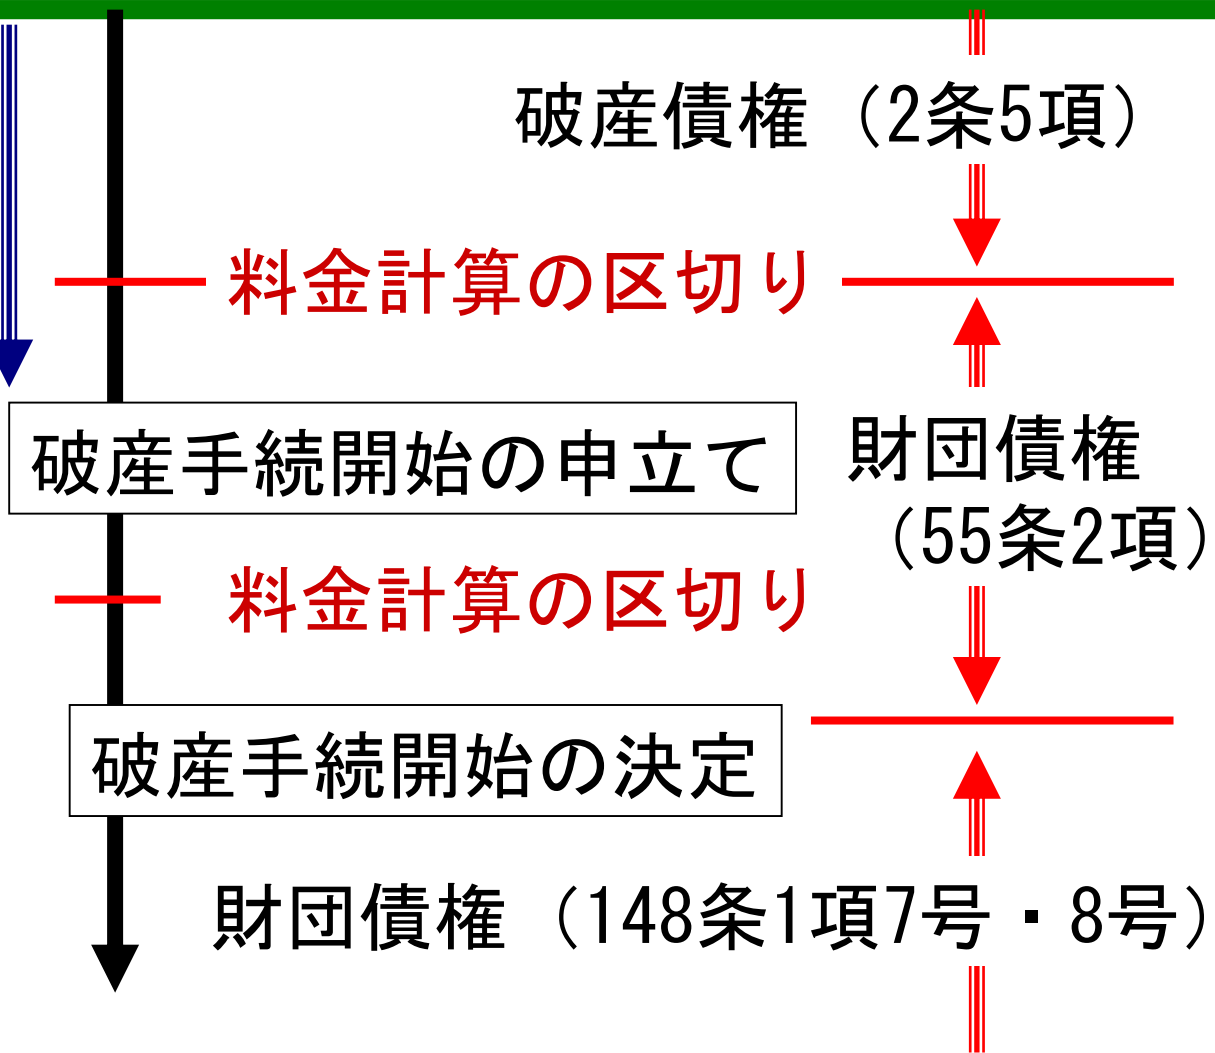 破産債権（2条5項）
料金計算の区切り
破産手続開始の申立て
財団債権
（55条2項）
料金計算の区切り
破産手続開始の決定
財団債権（148条1項7号・8号）